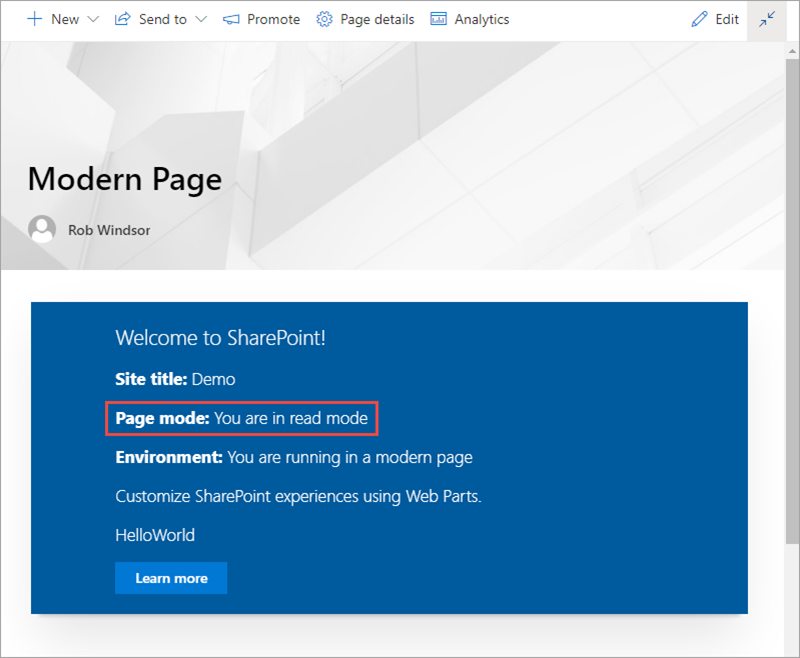 New Send to Promote Page details Analytics Edit
Modern Page
Rob Windsor
Welcome to SharePoint!
Site title: Demo
Page mode: You are in read mode
Environment: You are running in a modern page
Customize SharePoint experiences using Web Parts.
HelloWorld
Learn more